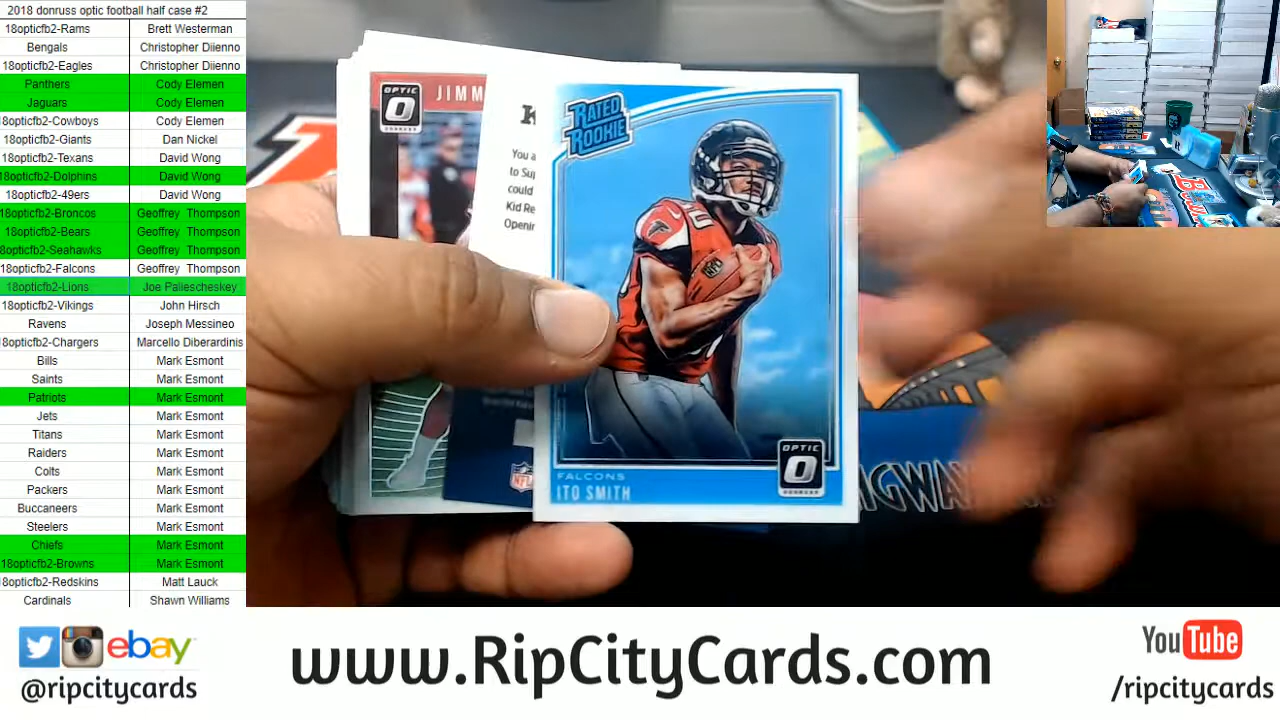 2018 donruss optic football half case #2
18opticfb2-Rams Brett Westerman
Bengals Christopher Diienno
18opticfb2-Eagles Christopher Diienno
Panthers Cody Elemen
Jaguars Cody Elemen
18opticfb2-Cowboys Cody Elemen
18opticfb2-Giants Dan Nickel
18opticfb2-Texans David Wong
18opticfb2-Dolphins David Wong
18opticfb2-49ers David Wong
18opticfb2-Broncos Geoffrey Thompson
18opticfb2-Bears Geoffrey Thompson
8opticfb2-Seahawks Geoffrey Thompson
18opticfb2-Falcons Geoffrey Thompson
18opticfb2-Lions Joe Paliescheskey
18opticfb2-Vikings John Hirsch
Ravens Joseph Messineo
8opticfb2-Chargers Marcello Diberardinis
Bills Mark Esmont
Saints Mark Esmont
Patriots Mark Esmont
Jets Mark Esmont
Titans Mark Esmont
Raiders Mark Esmont
Colts Mark Esmont
Packers Mark Esmont
Buccaneers Mark Esmont
Steelers Mark Esmont
Chiefs Mark Esmont
18opticfb2-Browns Mark Esmont
8opticfb2-Redskins Matt Lauck
Cardinals Shawn Williams
OPTIC
JIMM
K
You a
to Sup
could
Kid Re
Openin
NFL
RATED
ROOKIE
NFL
OPTIC
DONRUSS
FALCONS
ITO SMITH
ebay
@ripcitycards
www.RipCityCards.com
YouTube
/ripcitycards